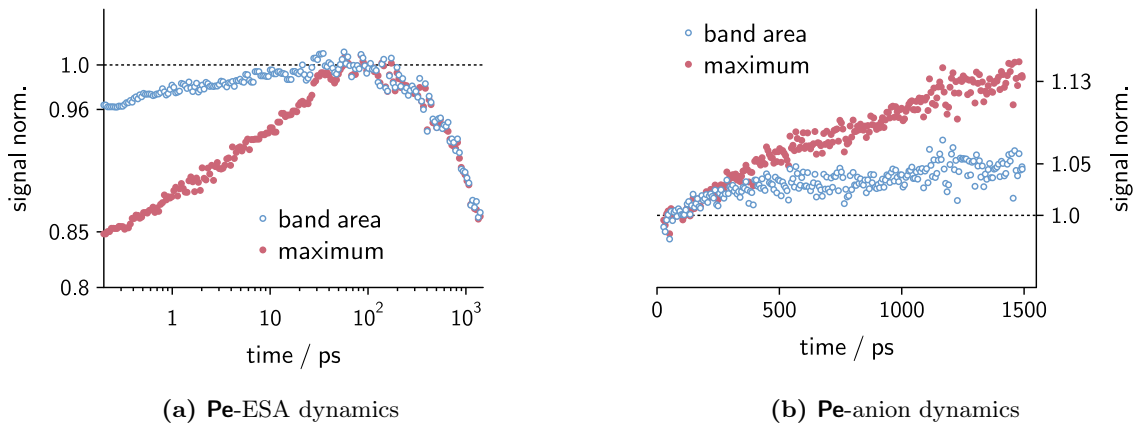 signal norm.
1.0
0.96
0.85
0.8
band area
maximum
1
10
10²
10³
time / ps
(a) Pe-ESA dynamics
band area
maximum
1.13
1.05
1.0
signal norm.
0
500
1000
1500
time / ps
(b) Pe-anion dynamics